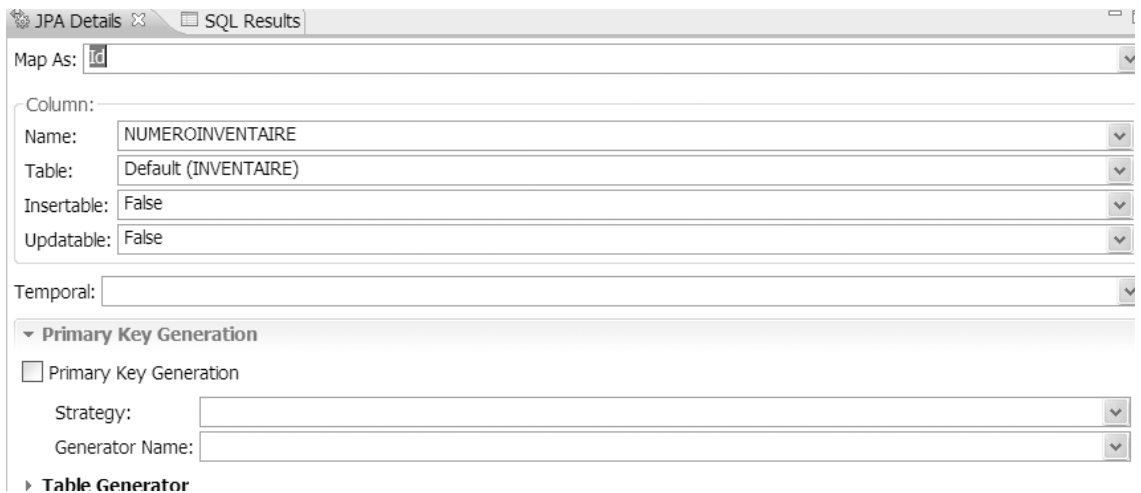 JPA Details SQL Results
Map As: Id
Column:
Name: NUMEROINVENTAIRE
Table: Default (INVENTAIRE)
Insertable: False
Updatable: False
Temporal:
Primary Key Generation
Primary Key Generation
Strategy:
Generator Name:
Table Generator